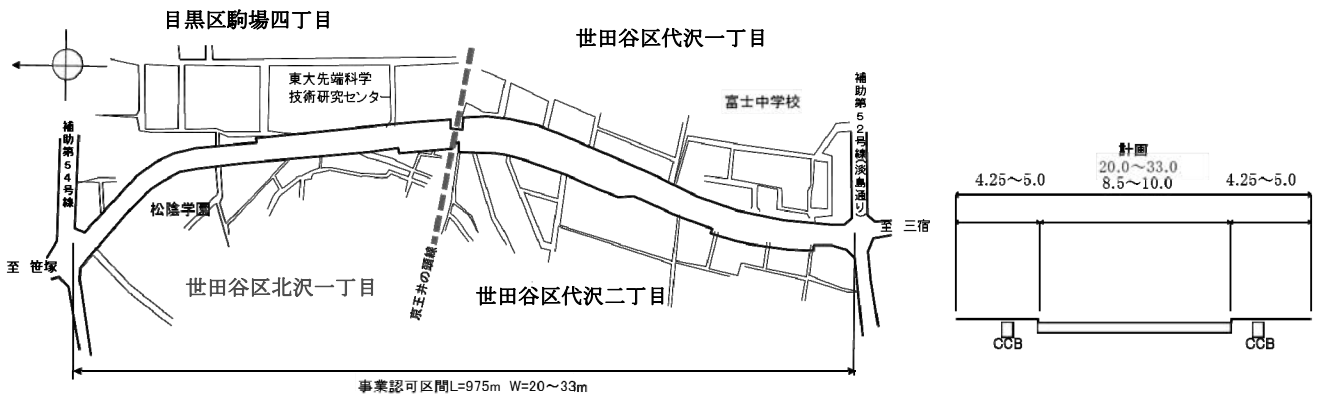 目黒区駒場四丁目
世田谷区代沢一丁目
東大先端科学
技術研究センター
富士中学校
補助第54号線
補助第52号線(淡島通り)
松陰学園
至 笹塚
至 三宿
世田谷区北沢一丁目
京王井の頭線
世田谷区代沢二丁目
事業認可区間L=975m W=20~33m
計画
20.0~33.0
4.25~5.0
8.5~10.0
4.25~5.0
CCB
CCB